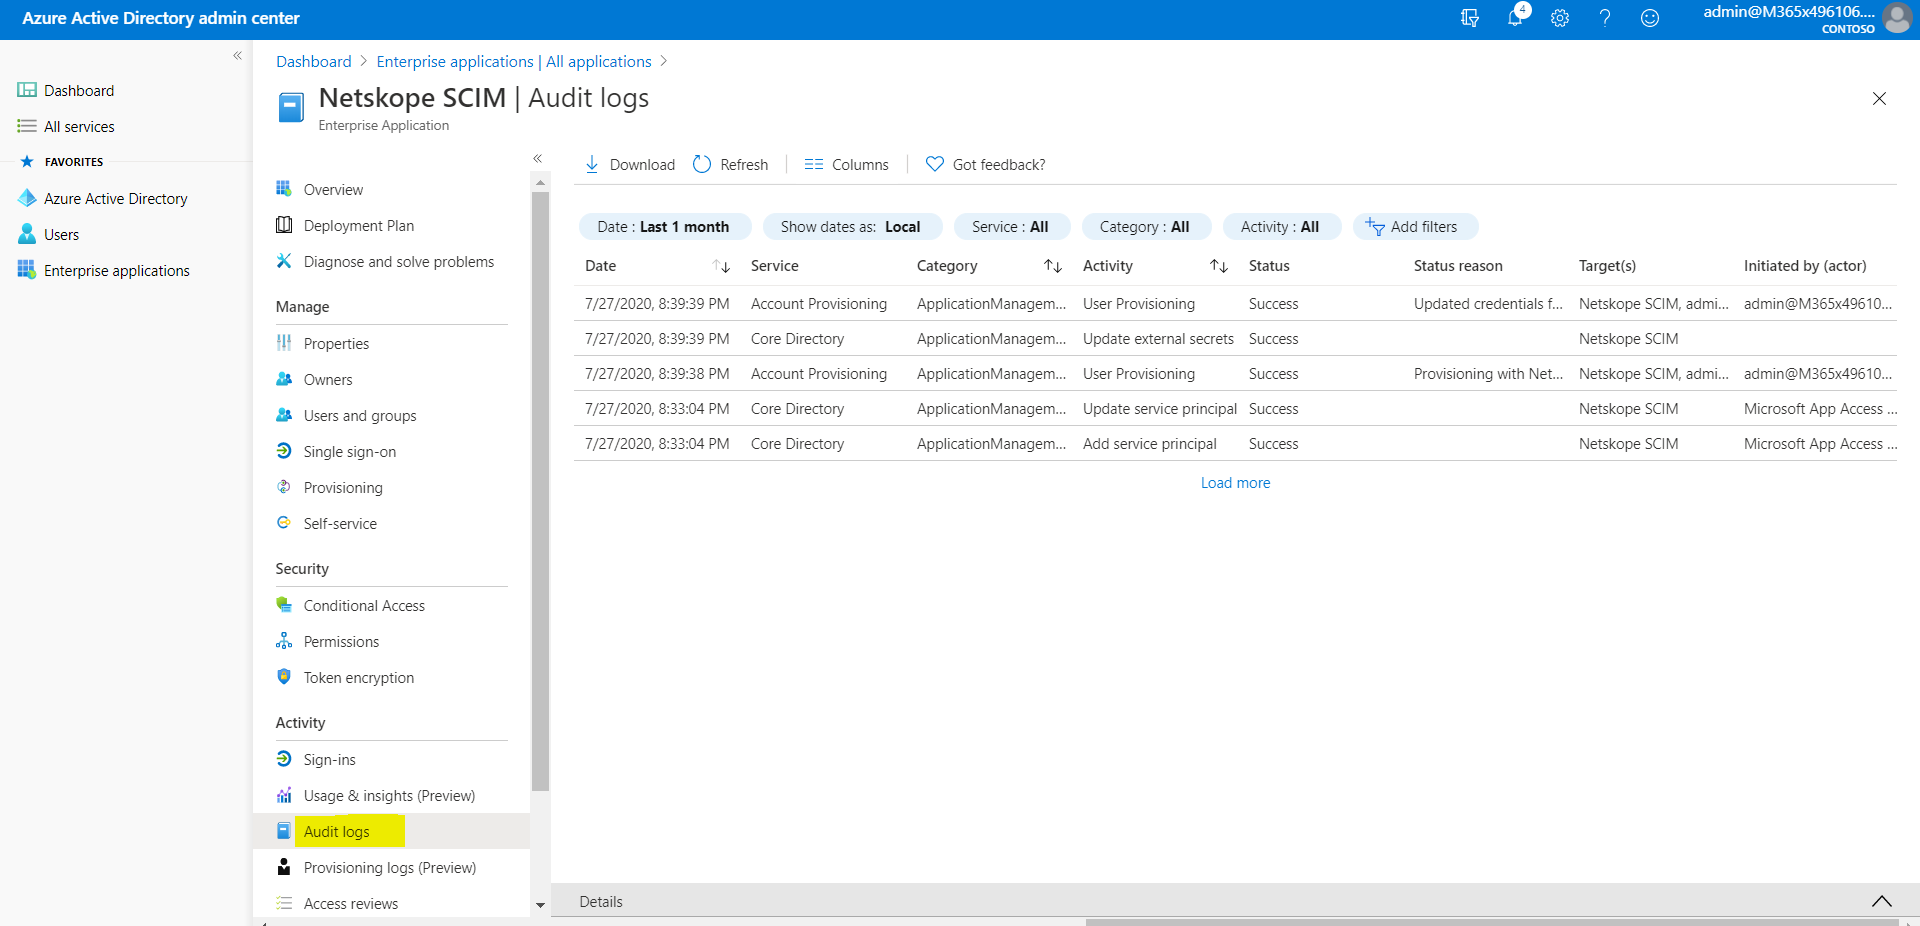 Azure Active Directory admin center
4
admin@M365x496106....
CONTOSO
Dashboard
All services
FAVORITES
Azure Active Directory
Users
Enterprise applications
Dashboard > Enterprise applications | All applications >
Netskope SCIM | Audit logs
Enterprise Application
Overview
Deployment Plan
Diagnose and solve problems
Manage
Properties
Owners
Users and groups
Single sign-on
Provisioning
Self-service
Security
Conditional Access
Permissions
Token encryption
Activity
Sign-ins
Usage & insights (Preview)
Audit logs
Provisioning logs (Preview)
Access reviews
Download Refresh Columns Got feedback?
Date : Last 1 month Show dates as: Local Service : All Category : All Activity : All Add filters
Date Service Category Activity Status Status reason Target(s) Initiated by (actor)
7/27/2020, 8:39:39 PM Account Provisioning ApplicationManagem... User Provisioning Success Updated credentials f... Netskope SCIM, admi... admin@M365x49610...
7/27/2020, 8:39:39 PM Core Directory ApplicationManagem... Update external secrets Success Netskope SCIM
7/27/2020, 8:39:38 PM Account Provisioning ApplicationManagem... User Provisioning Success Provisioning with Net... Netskope SCIM, admi... admin@M365x49610...
7/27/2020, 8:33:04 PM Core Directory ApplicationManagem... Update service principal Success Netskope SCIM Microsoft App Access ...
7/27/2020, 8:33:04 PM Core Directory ApplicationManagem... Add service principal Success Netskope SCIM Microsoft App Access ...
Load more
Details